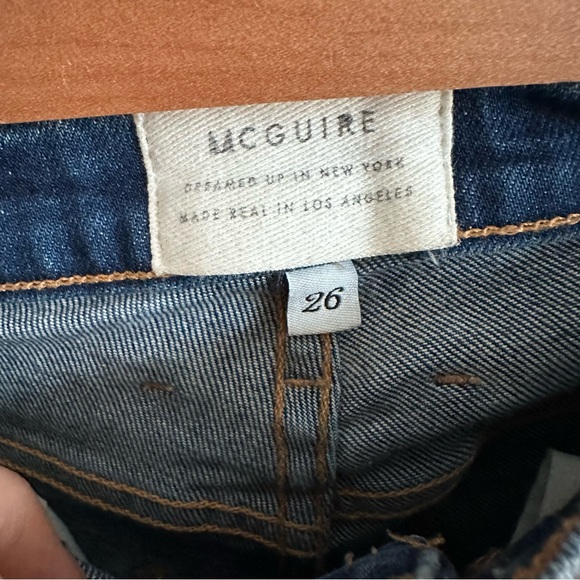 MCGUIRE
DREAMED UP IN NEW YORK
MADE REAL IN LOS ANGELES
26